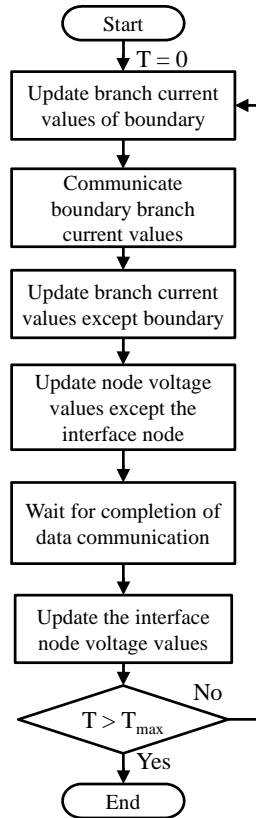 Start
T = 0
Update branch current
values of boundary
Communicate
boundary branch
current values
Update branch current
values except boundary
Update node voltage
values except the
interface node
Wait for completion of
data communication
Update the interface
node voltage values
No
T > Tmax
Yes
End